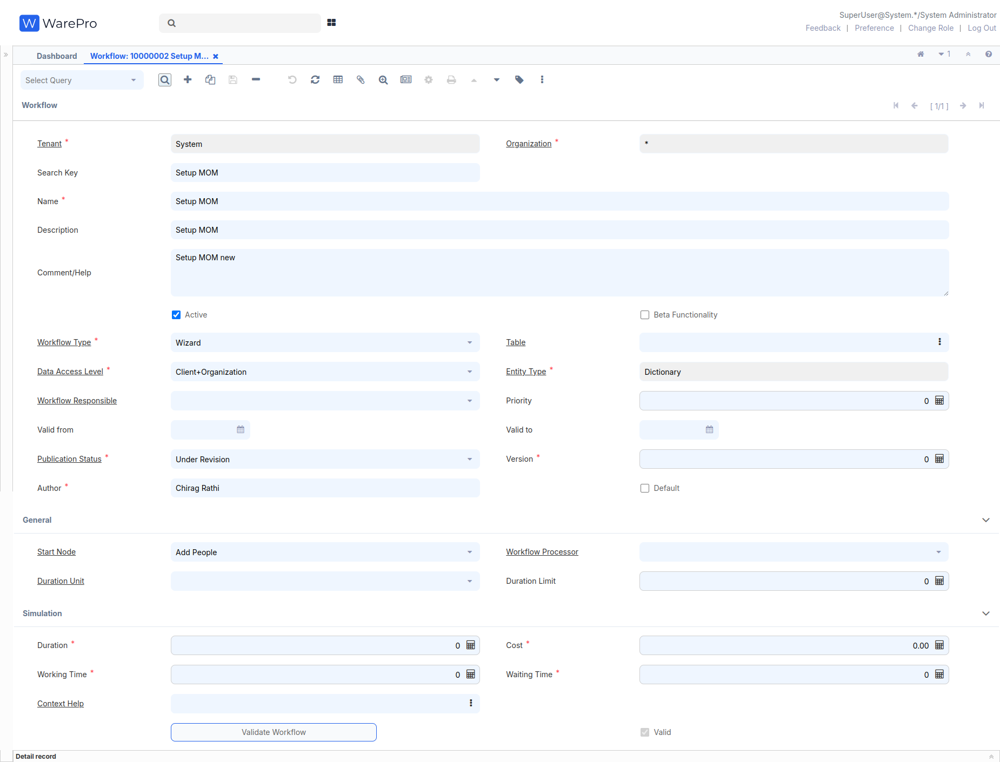 W WarePro
SuperUser@System.*/System Administrator
Feedback | Preference | Change Role | Log Out
Dashboard
Workflow: 10000002 Setup M...
1
Select Query
Workflow
[ 1/1 ]
Tenant *
System
Organization *
*
Search Key
Setup MOM
Name *
Setup MOM
Description
Setup MOM
Comment/Help
Setup MOM new
Active
Beta Functionality
Workflow Type *
Wizard
Table
Data Access Level *
Client+Organization
Entity Type *
Dictionary
Workflow Responsible
Priority
0
Valid from
Valid to
Publication Status *
Under Revision
Version *
0
Author *
Chirag Rathi
Default
General
Start Node
Add People
Workflow Processor
Duration Unit
Duration Limit
0
Simulation
Duration *
0
Cost *
0.00
Working Time *
0
Waiting Time *
0
Context Help
Validate Workflow
Valid
Detail record